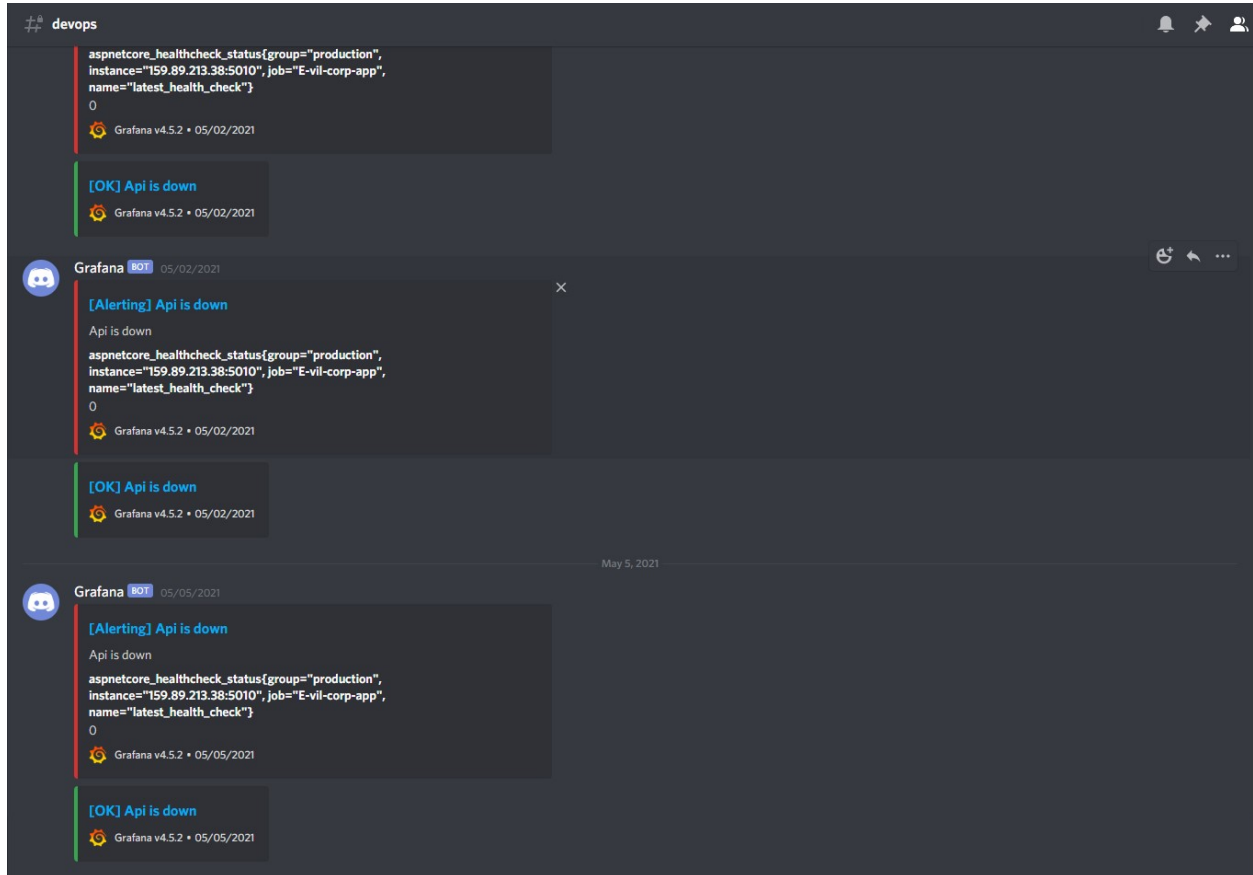 devops
aspnetcore_healthcheck_status{group="production",
instance="159.89.213.38:5010", job="E-vil-corp-app",
name="latest_health_check"}
0
Grafana v4.5.2 • 05/02/2021
[OK] Api is down
Grafana v4.5.2 • 05/02/2021
Grafana BOT 05/02/2021
[Alerting] Api is down
Api is down
aspnetcore_healthcheck_status{group="production",
instance="159.89.213.38:5010", job="E-vil-corp-app",
name="latest_health_check"}
0
Grafana v4.5.2 • 05/02/2021
[OK] Api is down
Grafana v4.5.2 • 05/02/2021
May 5, 2021
Grafana BOT 05/05/2021
[Alerting] Api is down
Api is down
aspnetcore_healthcheck_status{group="production",
instance="159.89.213.38:5010", job="E-vil-corp-app",
name="latest_health_check"}
0
Grafana v4.5.2 • 05/05/2021
[OK] Api is down
Grafana v4.5.2 • 05/05/2021